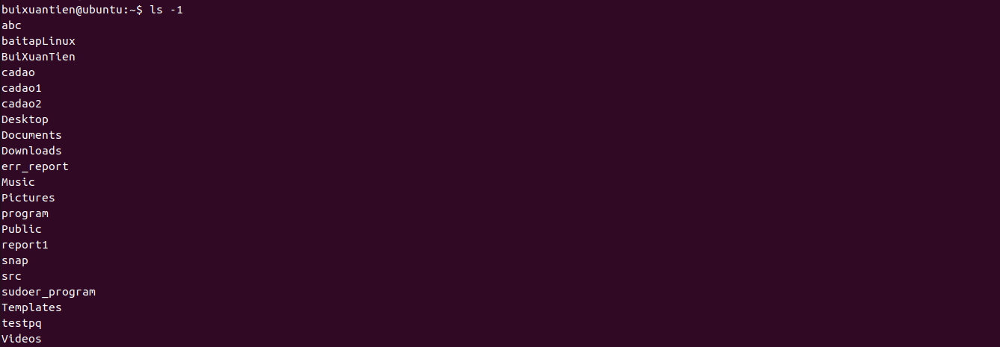 buixuantien@ubuntu:~$ ls -1
abc
baitapLinux
BuiXuanTien
cadao
cadao1
cadao2
Desktop
Documents
Downloads
err_report
Music
Pictures
program
Public
report1
snap
src
sudoer_program
Templates
testpq
Videos